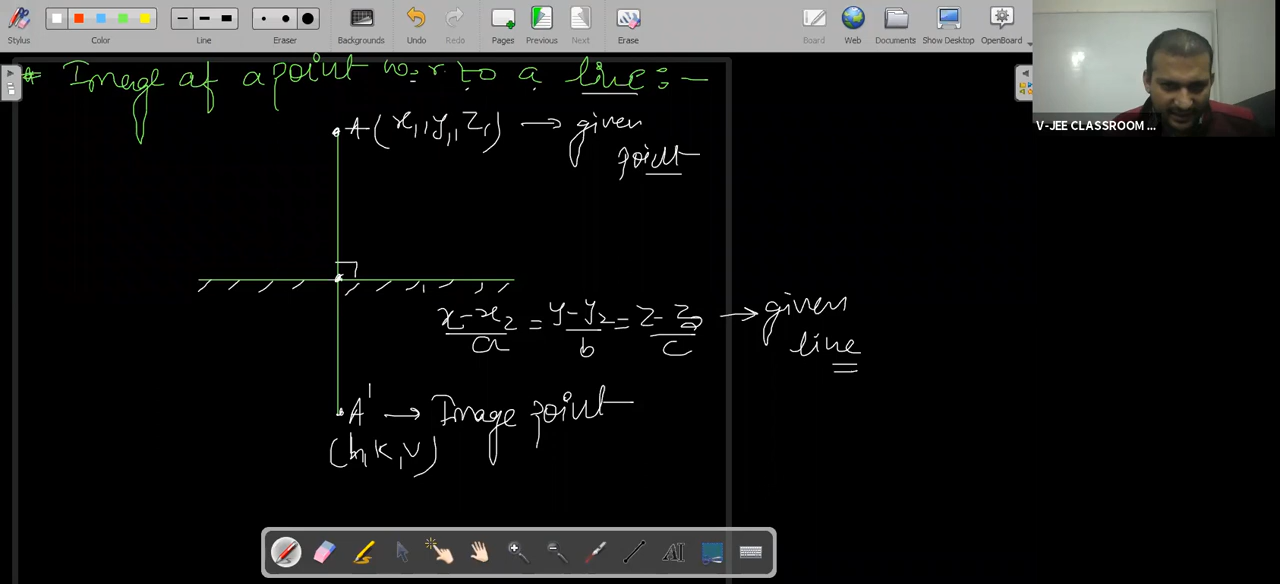 Stylus Color Line Eraser Backgrounds Undo Redo Pages Previous Next Erase Board Web Documents Show Desktop OpenBoard
V-JEE CLASSROOM ...
* Image of a point w.r.to a line :-
A(x₁, y₁, z₁) → given
point
x-x₂/a = y-y₂/b = z-z₂/c → given
line
A' → Image point
(h, k, v)
AI